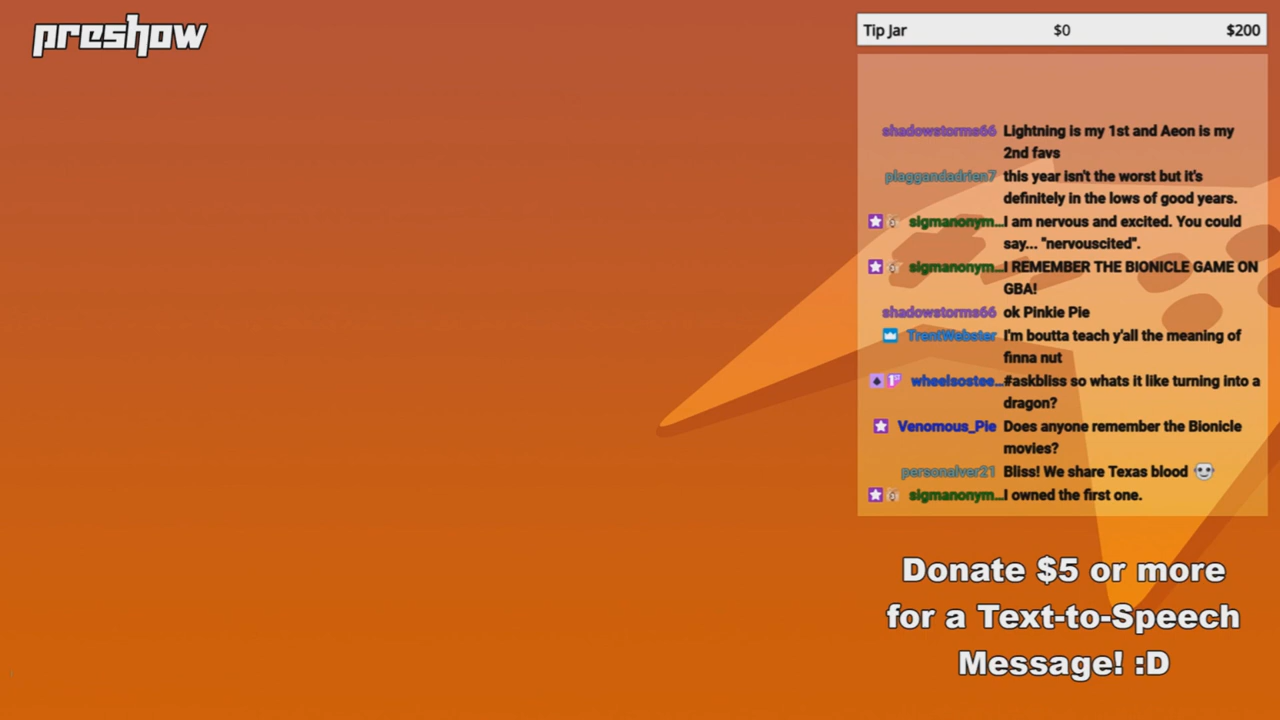 preshow
Tip Jar $0 $200
shadowstorms66 Lightning is my 1st and Aeon is my
2nd favs
plaggandadrien7 this year isn't the worst but it's
definitely in the lows of good years.
sigmanonym... I am nervous and excited. You could
say... "nervouscited".
sigmanonym... I REMEMBER THE BIONICLE GAME ON
GBA!
shadowstorms66 ok Pinkie Pie
TrentWebster I'm boutta teach y'all the meaning of
finna nut
wheelsostee... #askbliss so whats it like turning into a
dragon?
Venomous_Pie Does anyone remember the Bionicle
movies?
personalver21 Bliss! We share Texas blood
sigmanonym... I owned the first one.
Donate $5 or more
for a Text-to-Speech
Message! :D